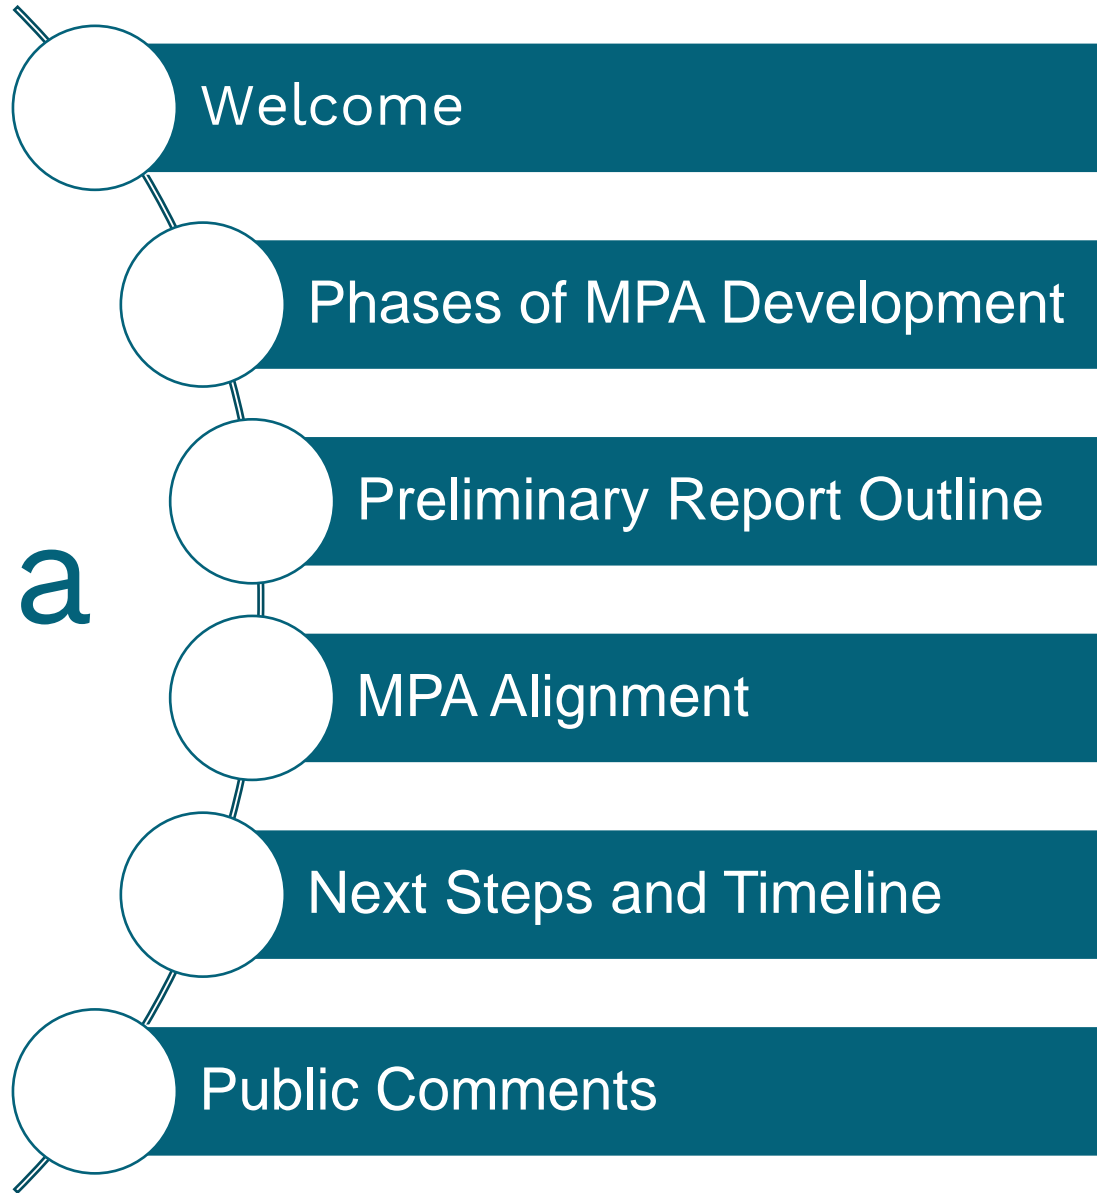 Welcome
Phases of MPA Development
Preliminary Report Outline
a
MPA Alignment
Next Steps and Timeline
Public Comments